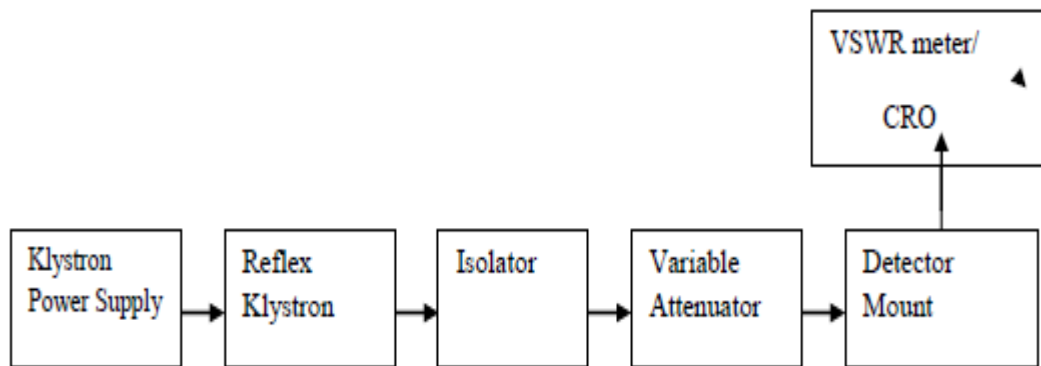 VSWR meter/
CRO
Klystron
Power Supply
Reflex
Klystron
Isolator
Variable
Attenuator
Detector
Mount